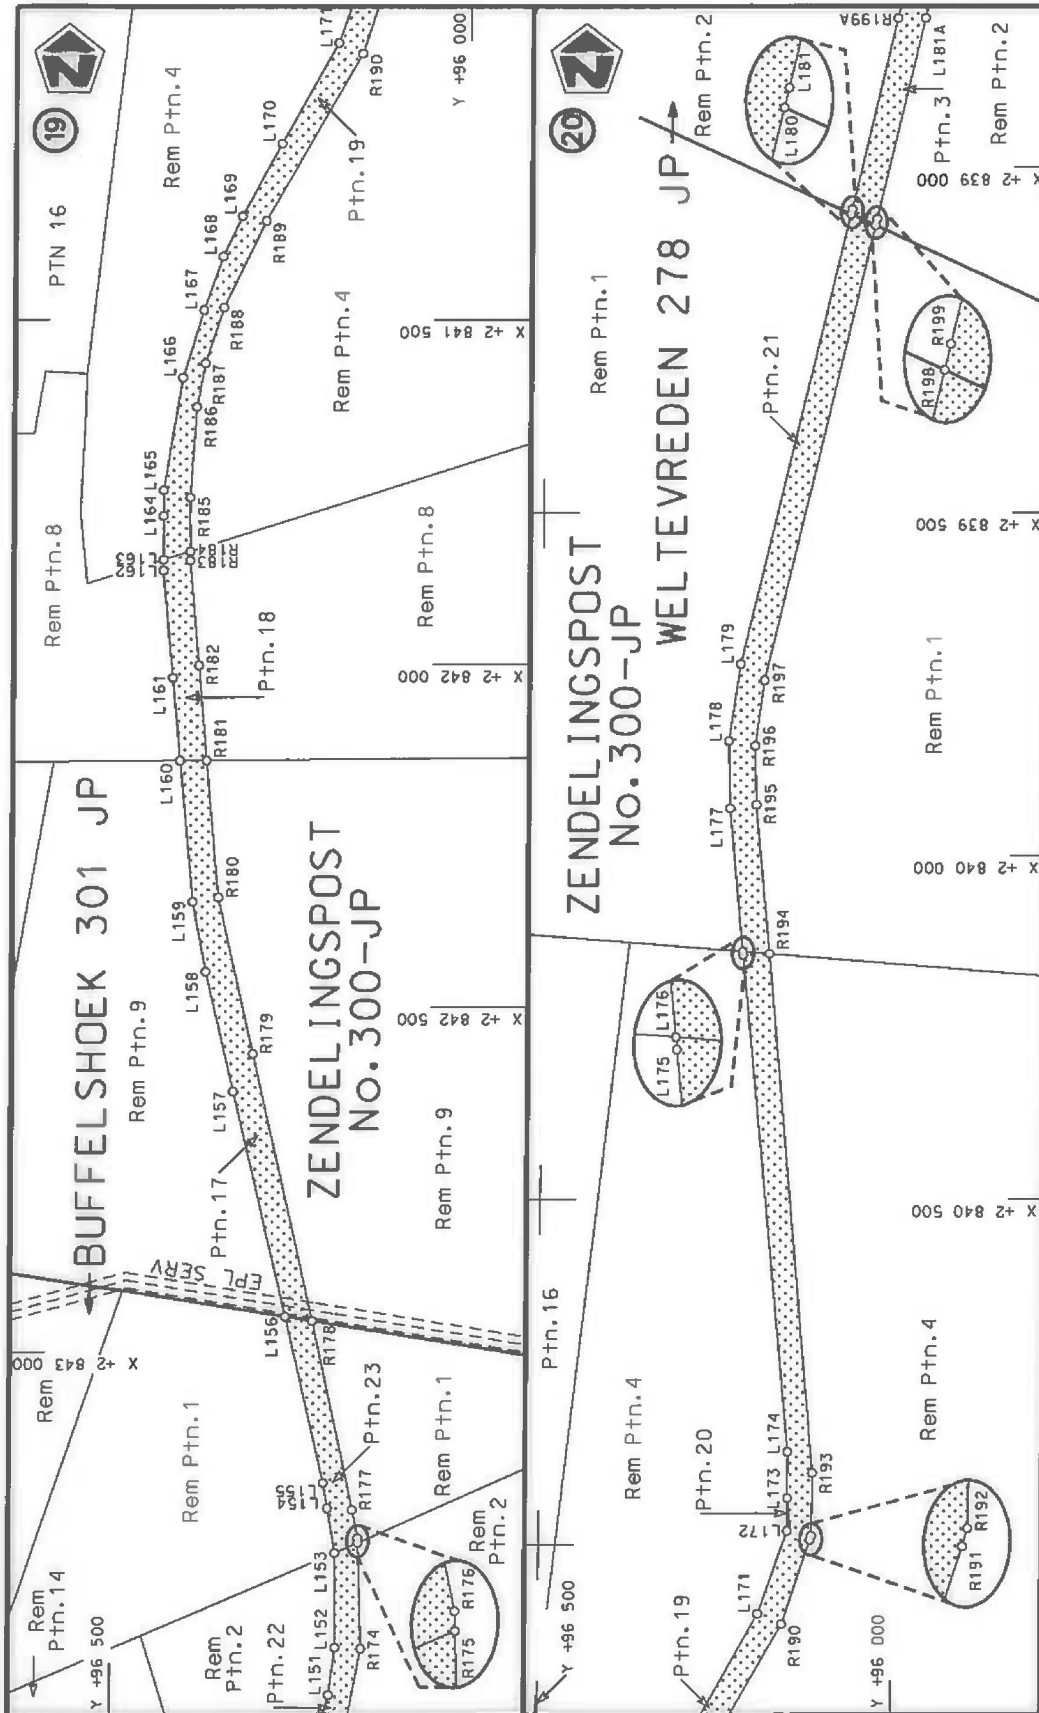 19
Z
PTN 16
Rem Ptn.4
Rem Ptn.8
BUFFELSHOEK 301 JP
Rem Ptn.9
EPL
SERV
X +2 843 000
Rem
Rem Ptn.1
Rem
Ptn.14
Y +96 500
L151
L152
L153
L154
L155
L156
L157
L158
L159
L160
L161
L162
L163
L164
L165
L166
L167
L168
L169
L170
L171
R174
R177
R178
R179
R180
R181
R182
R183
R184
R185
R186
R187
R188
R189
R190
Rem
Ptn.2
Ptn.22
R175
R176
Rem
Ptn.2
Rem Ptn.1
Ptn.23
Ptn.17
ZENDELINGSPOST
No.300-JP
Rem Ptn.9
X +2 842 500
Ptn.18
X +2 842 000
Rem Ptn.8
Rem Ptn.4
X +2 841 500
Ptn.19
Y +96 000
20
Z
Rem Ptn.2
R199A
L181A
Ptn.3
Rem Ptn.2
L180
L181
WELTEVREDEN 278 JP
X +2 839 000
Rem Ptn.1
Ptn.21
R198
R199
X +2 839 500
ZENDELINGSPOST
No.300-JP
L179
L178
L177
R197
R196
R195
R194
Rem Ptn.1
X +2 840 000
L175
L176
X +2 840 500
Ptn.16
Rem Ptn.4
Ptn.20
L174
L173
L172
L171
R193
R190
R191
R192
Rem Ptn.4
Ptn.19
Y +96 500
Y +96 000